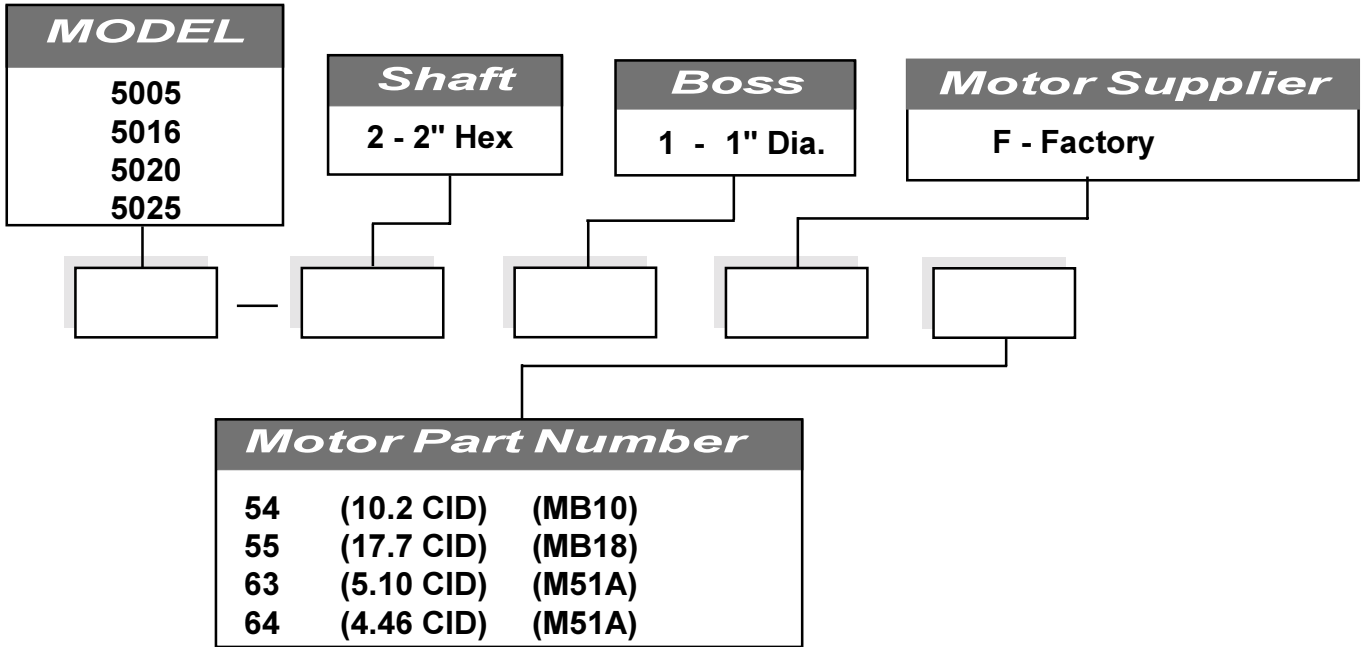 MODEL
5005
5016
5020
5025
Shaft
2 - 2" Hex
Boss
1 - 1" Dia.
Motor Supplier
F - Factory
—
Motor Part Number
54 (10.2 CID) (MB10)
55 (17.7 CID) (MB18)
63 (5.10 CID) (M51A)
64 (4.46 CID) (M51A)